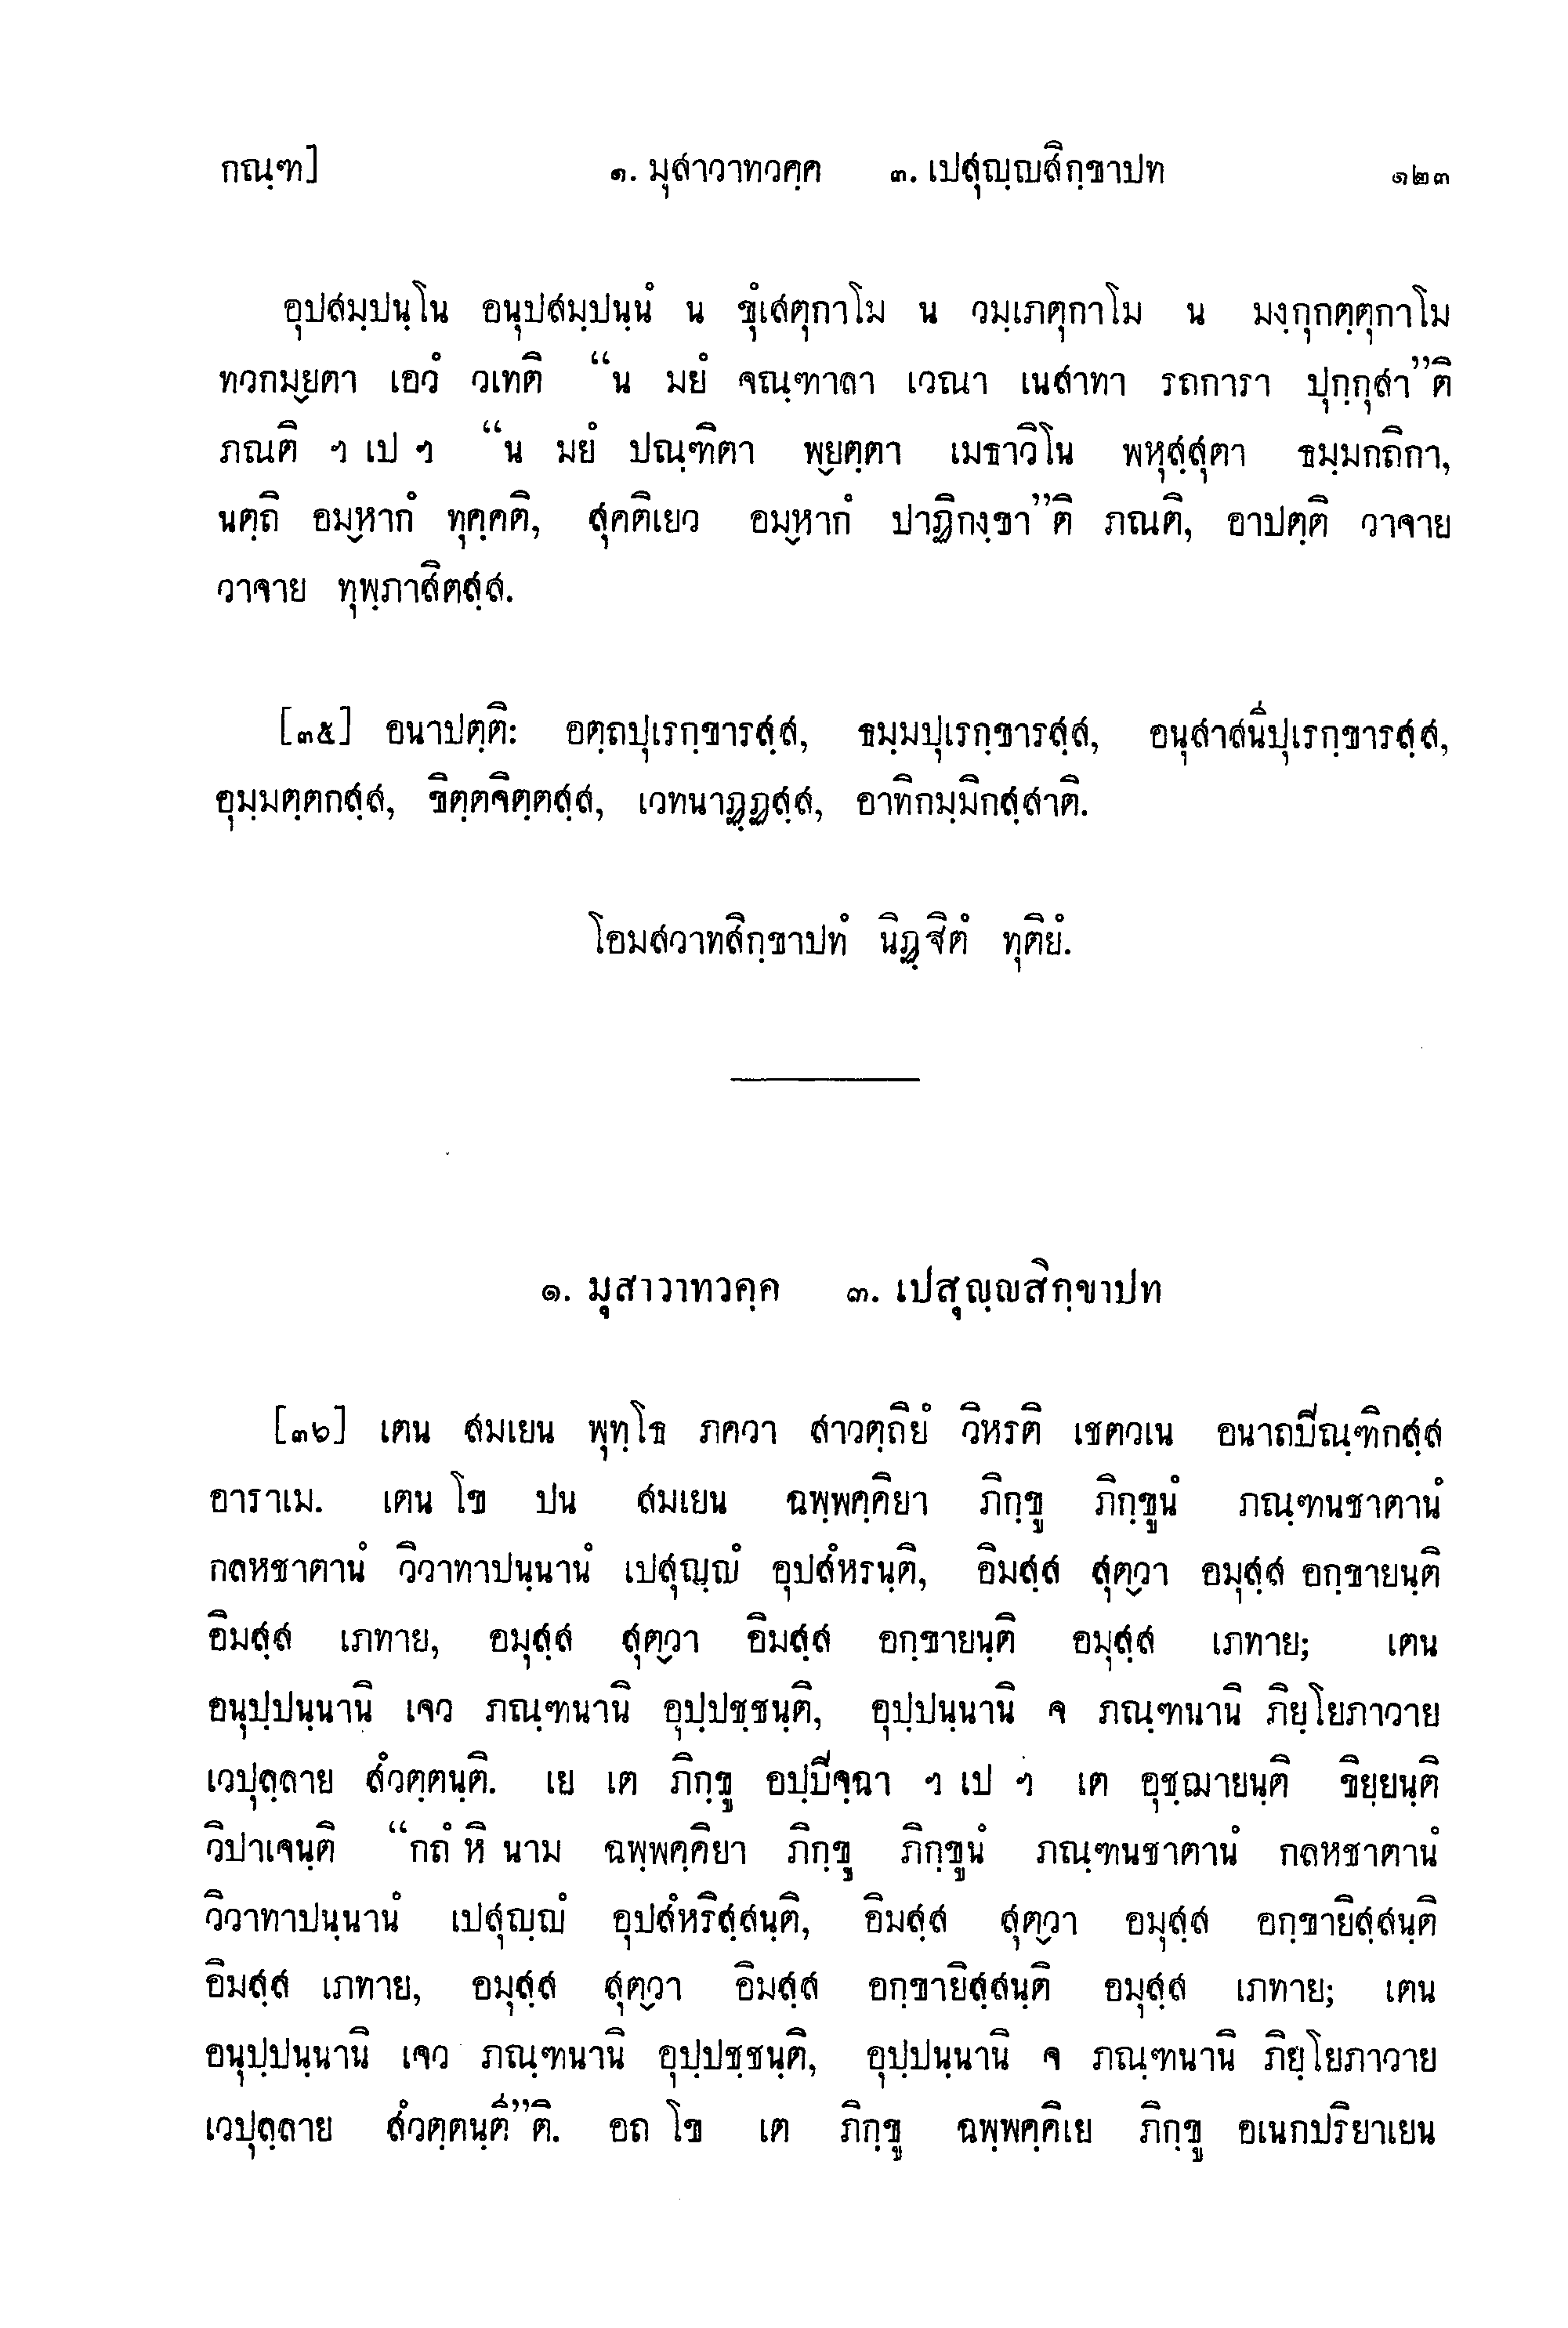 กณฺฑ] ๑. มุสาวาทวคฺค ๓. เปสุญฺญสิกฺขาปท ๑๒๓
อุปสมฺปนฺโน อนุปสมฺปนฺนํ น ขุํเสตุกาโม น วมฺเภตุกาโม น มงฺกุกตฺตุกาโม
ทวกมฺยตา เอวํ วเทติ “น มยํ จณฺฑาลา เวณา เนสาทา รถการา ปุกฺกุสา”ติ
ภณติ ฯ เป ฯ “น มยํ ปณฺฑิตา พฺยตฺตา เมธาวิโน พหุสฺสุตา ธมฺมกถิกา,
นตฺถิ อมฺหากํ ทุคฺคติ, สุคติเยว อมฺหากํ ปาฏิกงฺขา”ติ ภณติ, อาปตฺติ วาจาย
วาจาย ทุพฺภาสิตสฺส.
[๓๕] อนาปตฺติ: อตฺถปุเรกฺขารสฺส, ธมฺมปุเรกฺขารสฺส, อนุสาสนีปุเรกฺขารสฺส,
อุมฺมตฺตกสฺส, ขิตฺตจิตฺตสฺส, เวทนาฏฺฏสฺส, อาทิกมฺมิกสฺสาติ.
โอมสวาทสิกฺขาปทํ นิฏฺฐิตํ ทุติยํ.
๑. มุสาวาทวคฺค ๓. เปสุญฺญสิกฺขาปท
[๓๖] เตน สมเยน พุทฺโธ ภควา สาวตฺถิยํ วิหรติ เชตวเน อนาถปิณฺฑิกสฺส
อาราเม. เตน โข ปน สมเยน ฉพฺพคฺคิยา ภิกฺขู ภิกฺขูนํ ภณฺฑนชาตานํ
กลหชาตานํ วิวาทาปนฺนานํ เปสุญฺญํ อุปสํหรนฺติ, อิมสฺส สุตฺวา อมุสฺส อกฺขายนฺติ
อิมสฺส เภทาย, อมุสฺส สุตฺวา อิมสฺส อกฺขายนฺติ อมุสฺส เภทาย; เตน
อนุปฺปนฺนานิ เจว ภณฺฑนานิ อุปฺปชฺชนฺติ, อุปฺปนฺนานิ จ ภณฺฑนานิ ภิยฺโยภาวาย
เวปุลฺลาย สํวตฺตนฺติ. เย เต ภิกฺขู อปฺปิจฺฉา ฯ เป ฯ เต อุชฺฌายนฺติ ขิยฺยนฺติ
วิปาเจนฺติ “กถํ หิ นาม ฉพฺพคฺคิยา ภิกฺขู ภิกฺขูนํ ภณฺฑนชาตานํ กลหชาตานํ
วิวาทาปนฺนานํ เปสุญฺญํ อุปสํหริสฺสนฺติ, อิมสฺส สุตฺวา อมุสฺส อกฺขายิสฺสนฺติ
อิมสฺส เภทาย, อมุสฺส สุตฺวา อิมสฺส อกฺขายิสฺสนฺติ อมุสฺส เภทาย; เตน
อนุปฺปนฺนานิ เจว ภณฺฑนานิ อุปฺปชฺชนฺติ, อุปฺปนฺนานิ จ ภณฺฑนานิ ภิยฺโยภาวาย
เวปุลฺลาย สํวตฺตนฺตี”ติ. อถ โข เต ภิกฺขู ฉพฺพคฺคิเย ภิกฺขู อเนกปริยาเยน